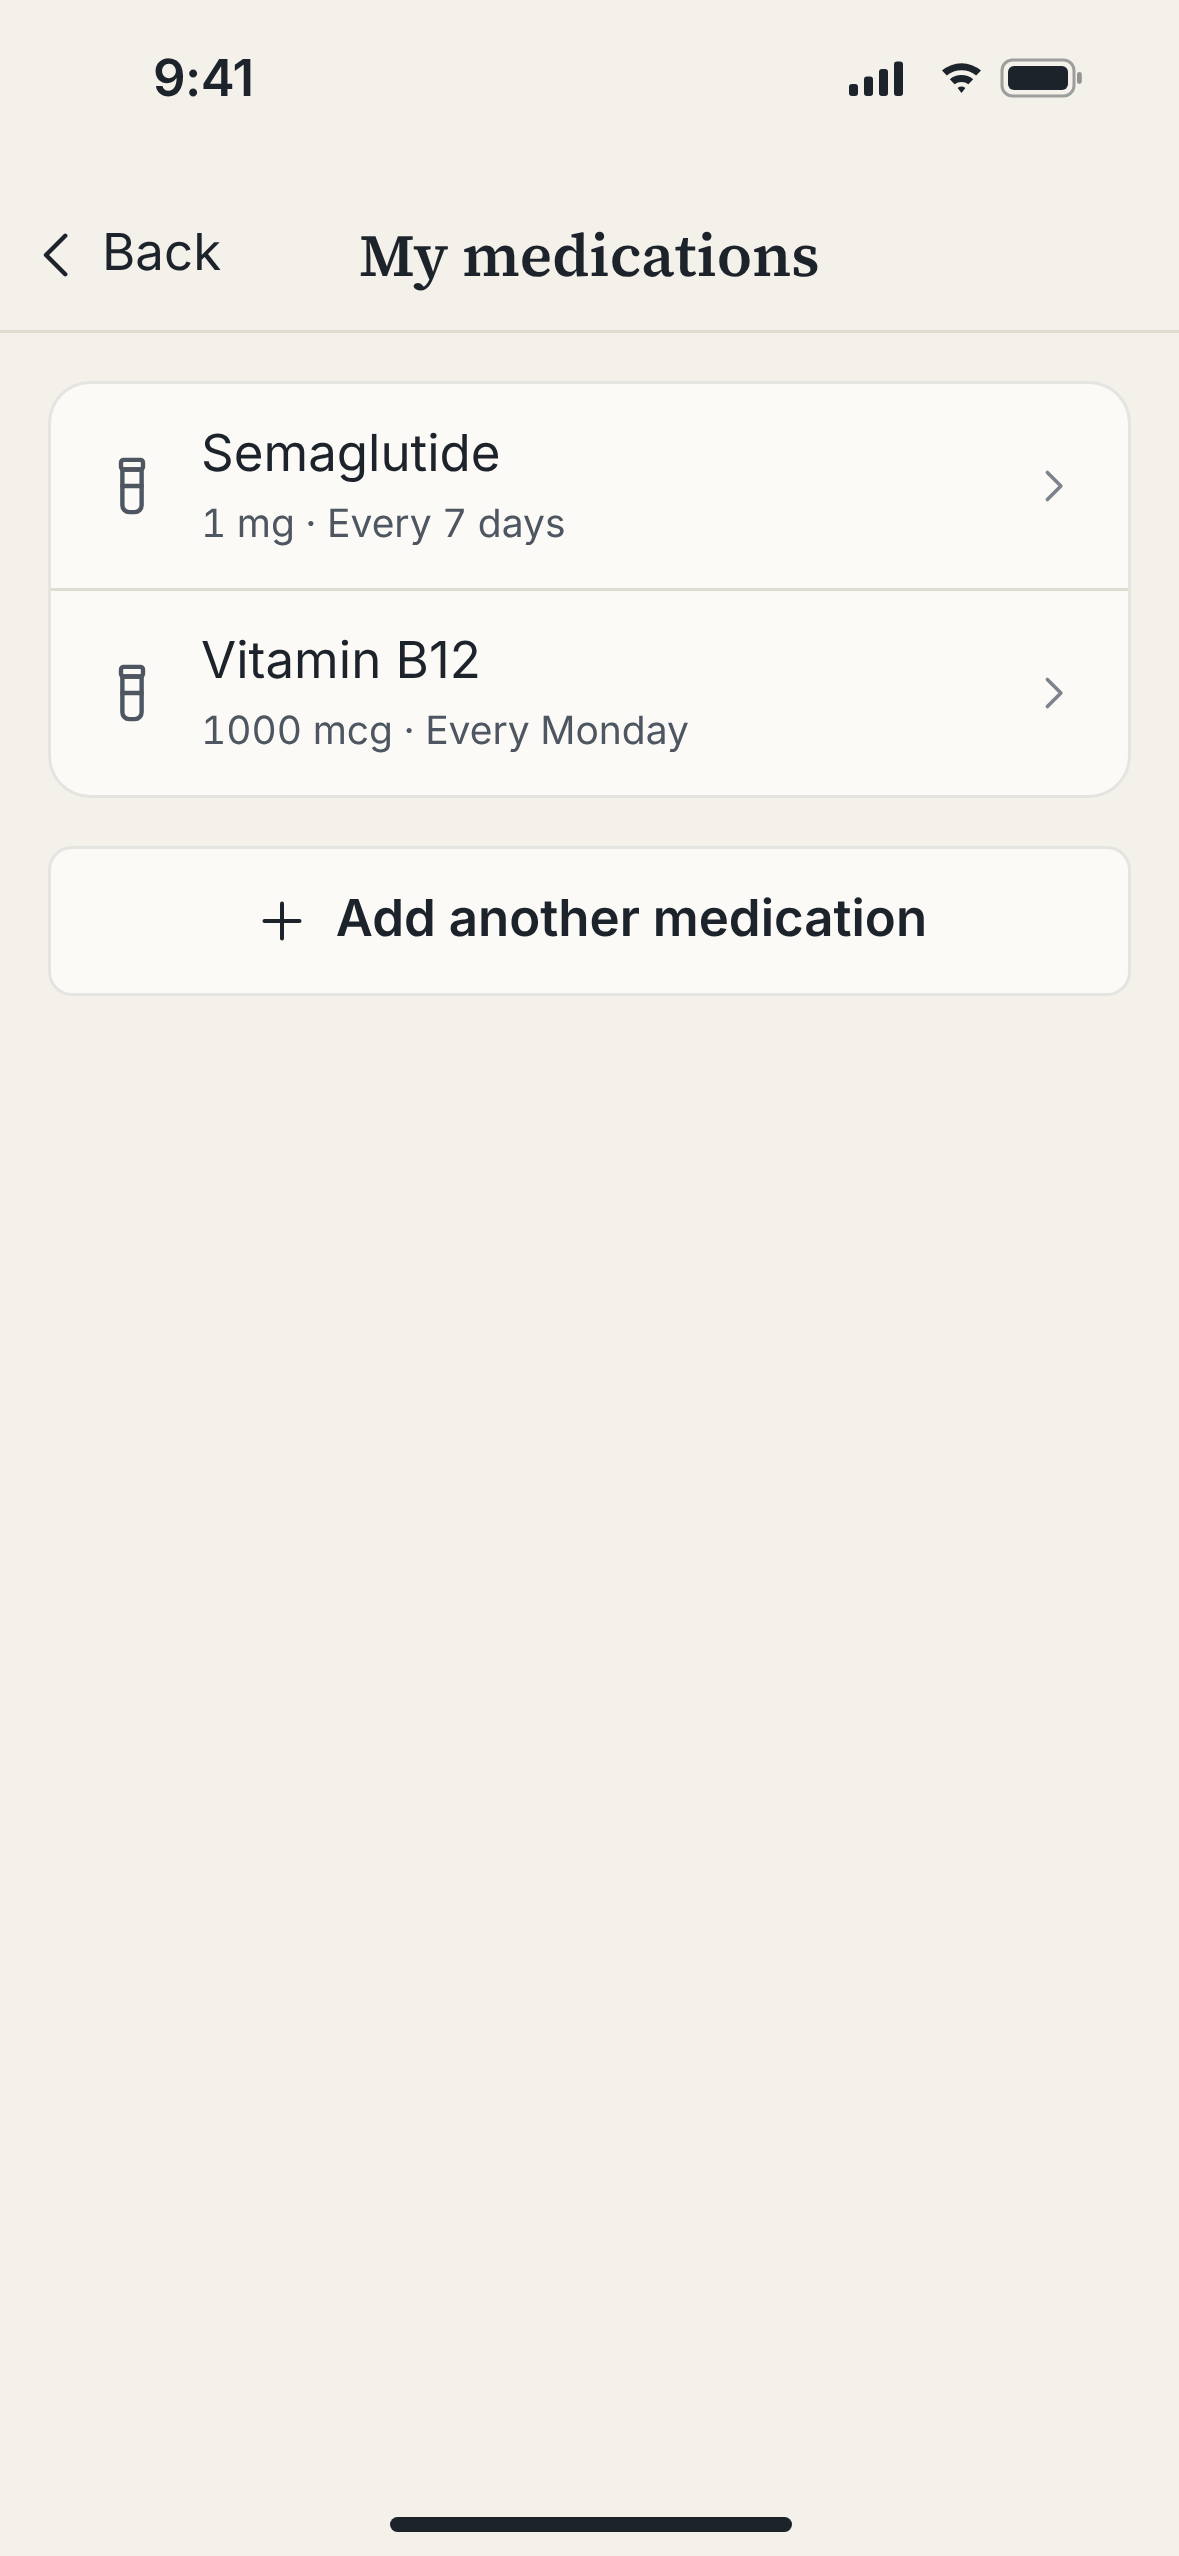 9:41
Back
My medications
Semaglutide
1 mg · Every 7 days
Vitamin B12
1000 mcg · Every Monday
Add another medication